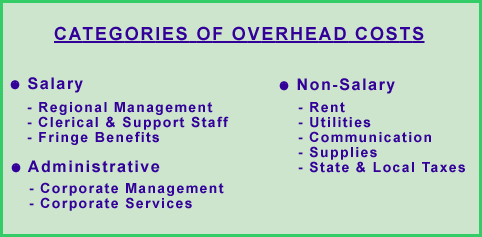 CATEGORIES OF OVERHEAD COSTS
● Salary
- Regional Management
- Clerical & Support Staff
- Fringe Benefits
● Administrative
- Corporate Management
- Corporate Services
● Non-Salary
- Rent
- Utilities
- Communication
- Supplies
- State & Local Taxes